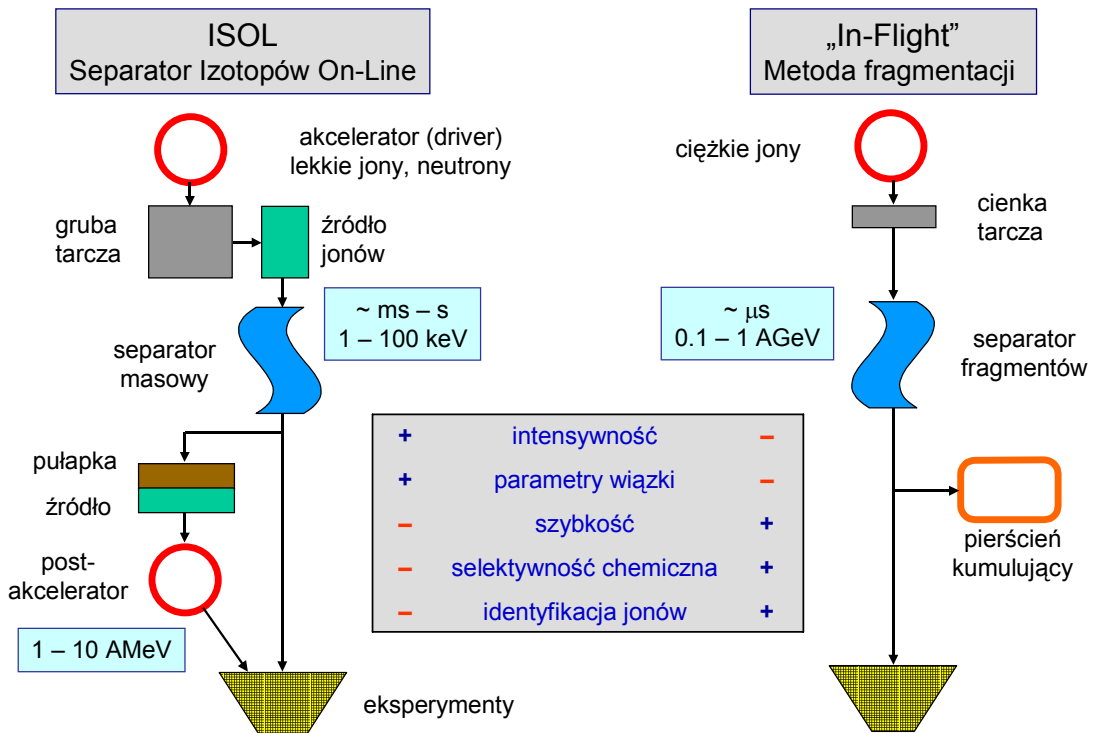 ISOL
Separator Izotopów On-Line
„In-Flight”
Metoda fragmentacji
akcelerator (driver)
lekkie jony, neutrony
gruba
tarcza
źródło
jonów
~ ms – s
1 – 100 keV
separator
masowy
pułapka
źródło
post-
akcelerator
1 – 10 AMeV
eksperymenty
ciężkie jony
cienka
tarcza
~ μs
0.1 – 1 AGeV
separator
fragmentów
pierścień
kumulujący
+ intensywność –
+ parametry wiązki –
– szybkość +
– selektywność chemiczna +
– identyfikacja jonów +